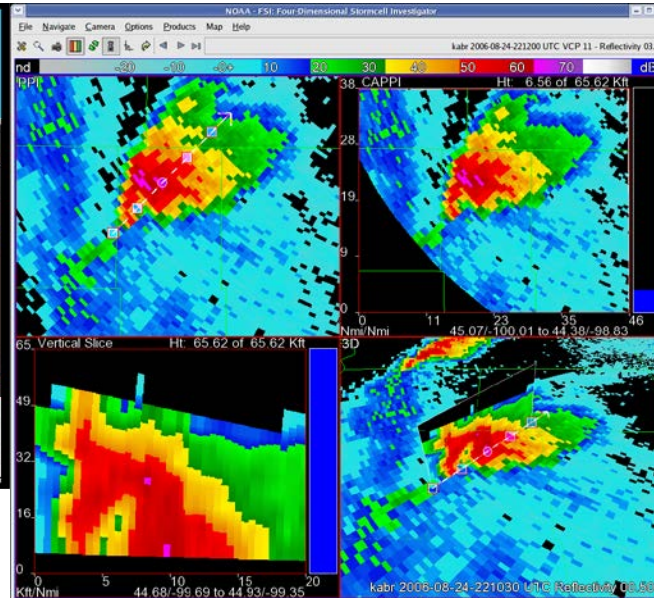 NOAA - FSI: Four-Dimensional Stormcell Investigator
File Navigate Camera Options Products Map Help
kabr 2006-08-24-221200 UTC VCP 11 - Reflectivity 03.
nd -20 -10 -0+ 10 20 30 40 50 60 70 80 dB
PPI
38 CAPPI Ht: 6.56 of 65.62 Kft
28
19
9
0
0 11 23 35 46
Nmi/Nmi 45.07/-100.01 to 44.38/-98.83
65 Vertical Slice Ht: 65.62 of 65.62 Kft
49
32
16
0
0 5 10 15 20
Kft/Nmi 44.68/-99.69 to 44.93/-99.35
3D
kabr 2006-08-24-221030 UTC Reflectivity 00.50